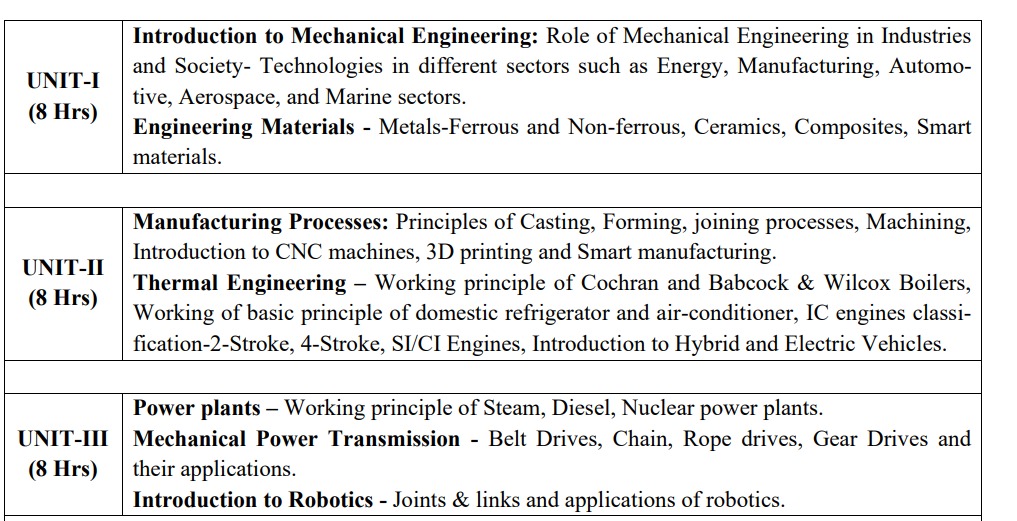 Introduction to Mechanical Engineering: Role of Mechanical Engineering in Industries
and Society- Technologies in different sectors such as Energy, Manufacturing, Automo-
tive, Aerospace, and Marine sectors.
Engineering Materials - Metals-Ferrous and Non-ferrous, Ceramics, Composites, Smart
materials.
UNIT-I
(8 Hrs)
Manufacturing Processes: Principles of Casting, Forming, joining processes, Machining,
Introduction to CNC machines, 3D printing and Smart manufacturing.
Thermal Engineering – Working principle of Cochran and Babcock & Wilcox Boilers,
Working of basic principle of domestic refrigerator and air-conditioner, IC engines classi-
fication-2-Stroke, 4-Stroke, SI/CI Engines, Introduction to Hybrid and Electric Vehicles.
UNIT-II
(8 Hrs)
Power plants – Working principle of Steam, Diesel, Nuclear power plants.
Mechanical Power Transmission - Belt Drives, Chain, Rope drives, Gear Drives and
their applications.
Introduction to Robotics - Joints & links and applications of robotics.
UNIT-III
(8 Hrs)